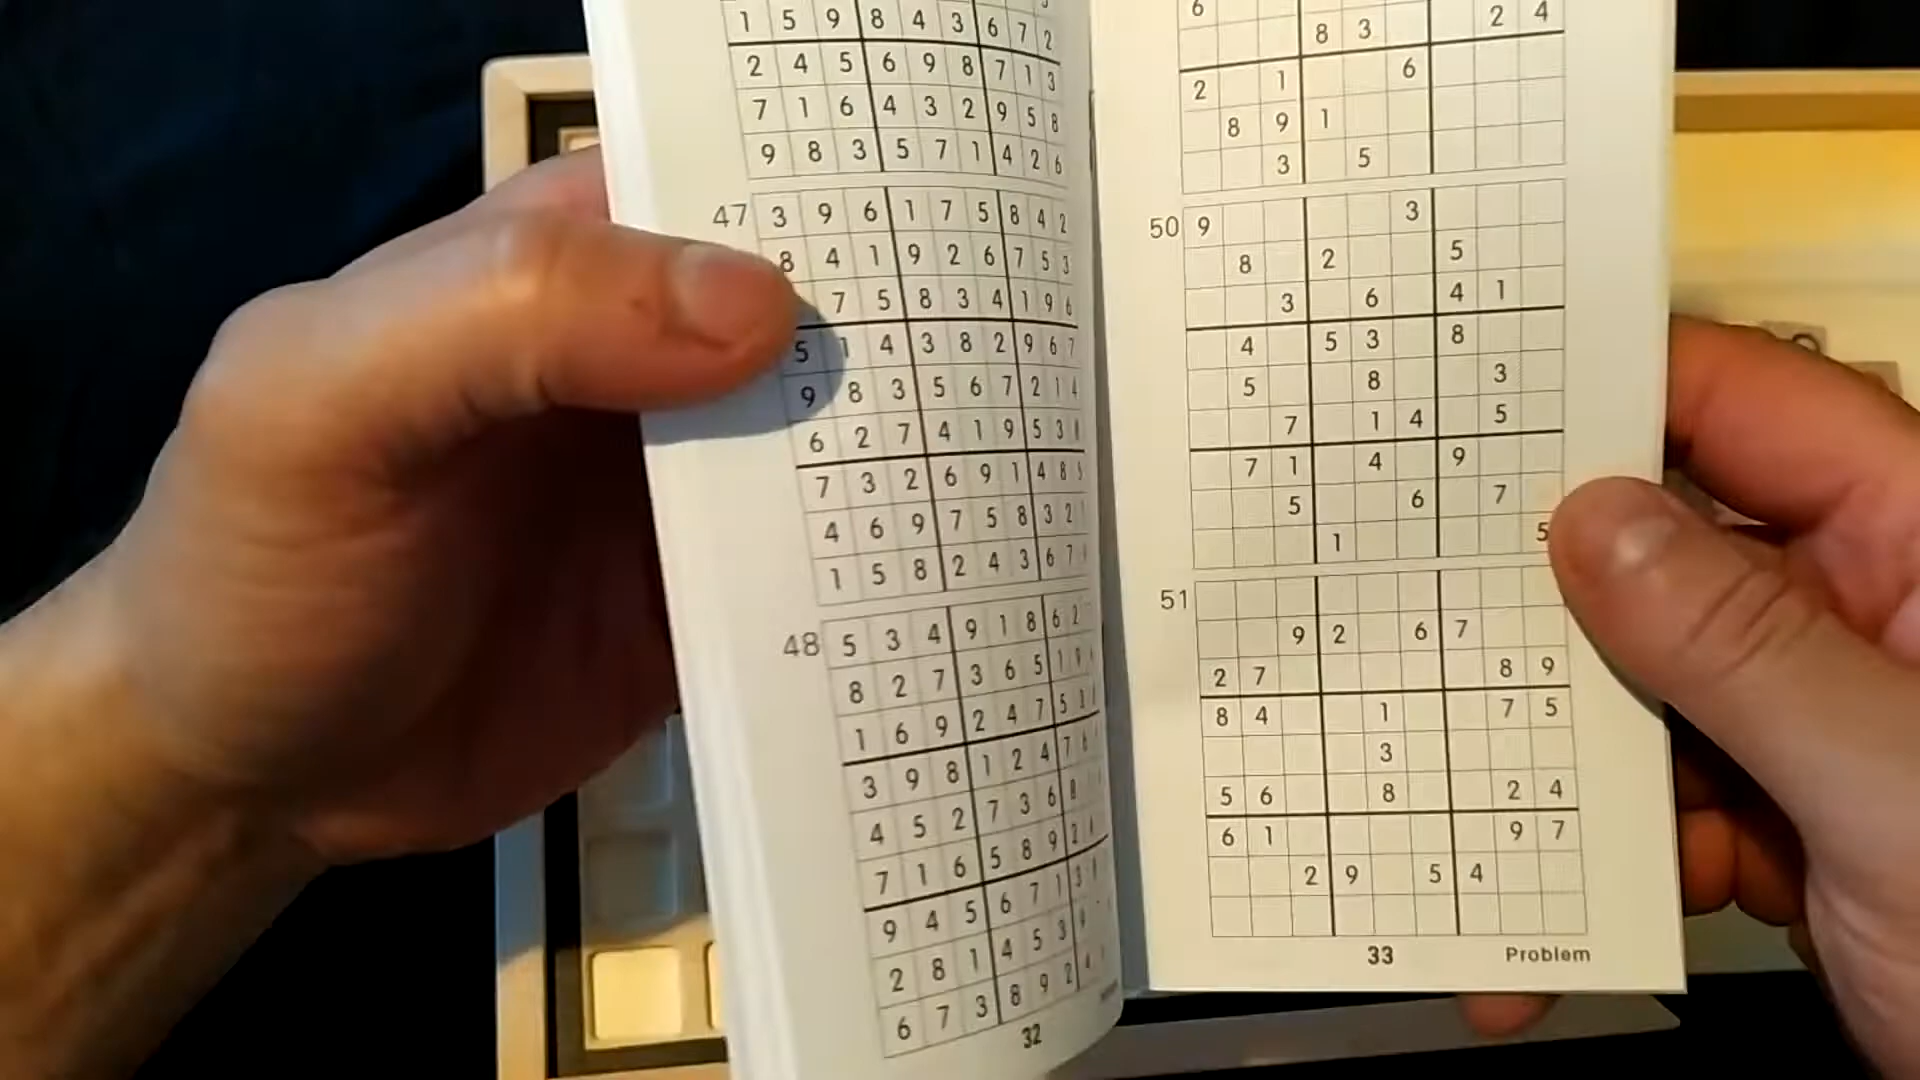 1 5 9 8 4 3 6 7 2
2 4 5 6 9 8 7 1 3
7 1 6 4 3 2 9 5 8
9 8 3 5 7 1 4 2 6
47 3 9 6 1 7 5 8 4 2
8 4 1 9 2 6 7 5 3
7 5 8 3 4 1 9 6
5 1 4 3 8 2 9 6 7
9 8 3 5 6 7 2 1 4
6 2 7 4 1 9 5 3
7 3 2 6 9 1 4 8 5
4 6 9 7 5 8 3 2
1 5 8 2 4 3 6 7
48 5 3 4 9 1 8 6 2
8 2 7 3 6 5 1 9
1 6 9 2 4 7 5 3
3 9 8 1 2 4 7 6
4 5 2 7 3 6 8
7 1 6 5 8 9 2
9 4 5 6 7 1 3
2 8 1 4 5 3
6 7 3 8 9 2
32
6
8 3 2 4
2 1 6
8 9 1
3 5
50 9 3
8 2 5
3 6 4 1
4 5 3 8
5 8 3
7 1 4 5
7 1 4 9
5 6 7
1 5
51
9 2 6 7
2 7 8 9
8 4 1 7 5
3
5 6 8 2 4
6 1 9 7
2 9 5 4
33 Problem